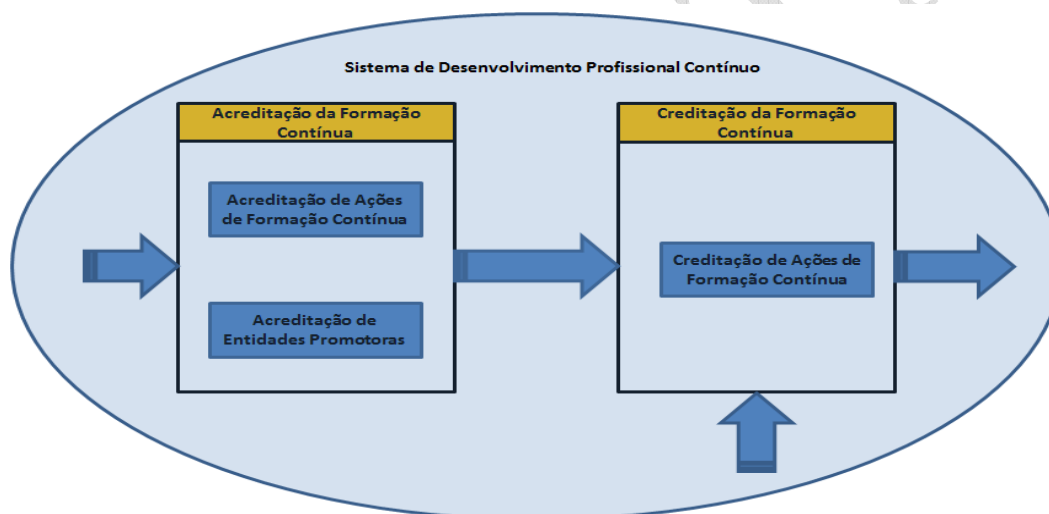 Sistema de Desenvolvimento Profissional Contínuo
Acreditação da Formação
Contínua
Acreditação de Ações
de Formação Contínua
Acreditação de
Entidades Promotoras
Creditação da Formação
Contínua
Creditação de Ações de
Formação Contínua